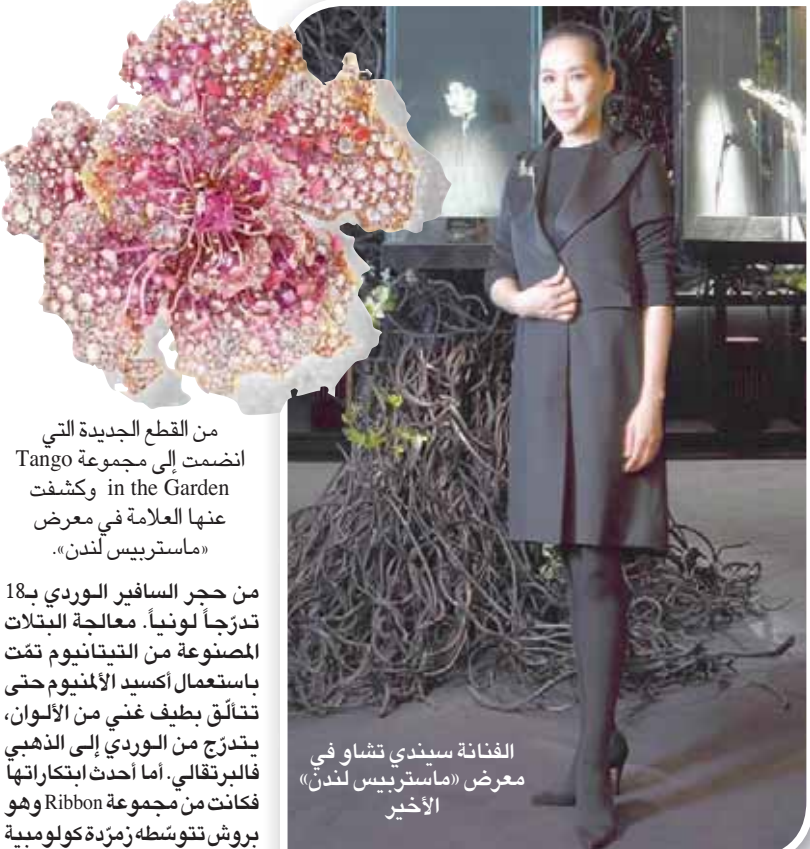 من القطع الجديدة التي
انضمت إلى مجموعة Tango
in the Garden وكشفت
عنها العلامة في معرض
«ماستربيس لندن».
من حجر السافير الوردي بـ18
تدرّجاً لونياً. معالجة البتلات
المصنوعة من التيتانيوم تمّت
باستعمال أكسيد الألمنيوم حتى
تتألّق بطيف غني من الألوان،
يتدرّج من الوردي إلى الذهبي
فالبرتقالي. أما أحدث ابتكاراتها
فكانت من مجموعة Ribbon وهو
بروش تتوسّطه زمرّدة كولومبية
الفنانة سيندي تشاو في
معرض «ماستربيس لندن»
الأخير